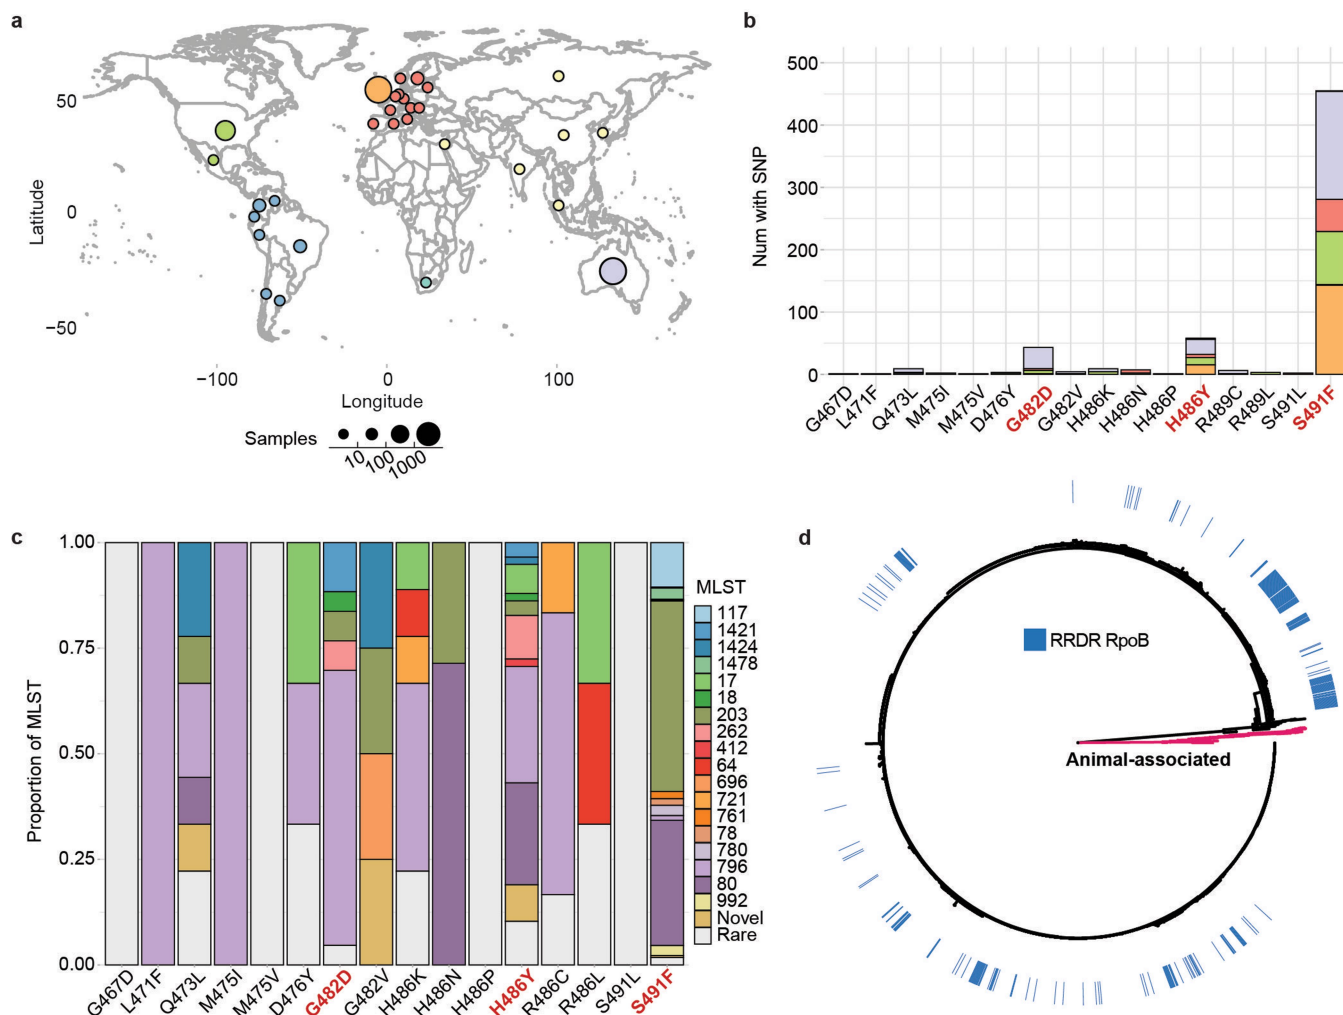 a
50
0
−50
Latitude
−100
0
100
Longitude
Samples
10
100
1000
b
500
400
300
200
100
0
Num with SNP
G467D
L471F
Q473L
M475I
M475V
D476Y
G482D
G482V
H486K
H486N
H486P
H486Y
R489C
R489L
S491L
S491F
c
1.00
0.75
0.50
0.25
0.00
Proportion of MLST
G467D
L471F
Q473L
M475I
M475V
D476Y
G482D
G482V
H486K
H486N
H486P
H486Y
R486C
R486L
S491L
S491F
MLST
117
1421
1424
1478
17
18
203
262
412
64
696
721
761
78
780
796
80
992
Novel
Rare
d
RRDR RpoB
Animal-associated